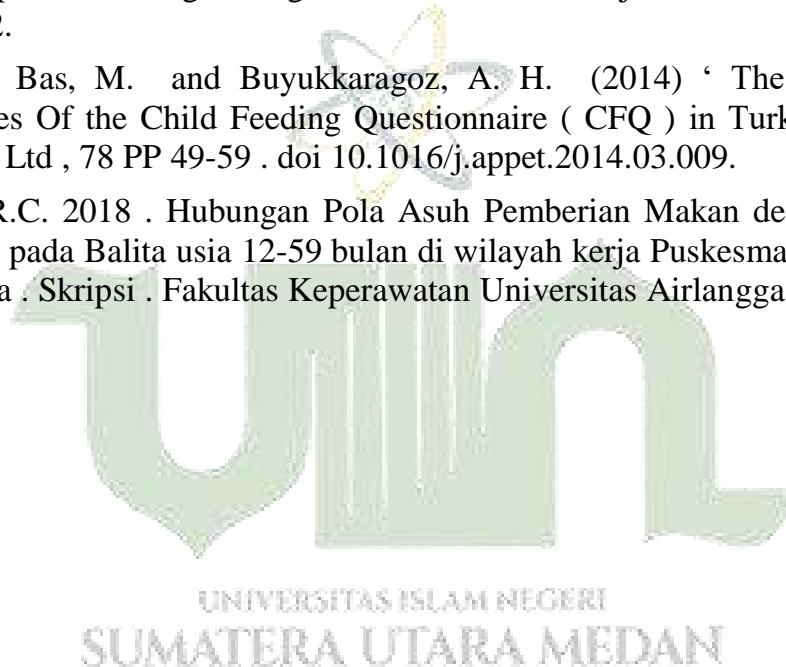 2.
Bas, M. and Buyukkaragoz, A. H. (2014) ‘ The
es Of the Child Feeding Questionnaire ( CFQ ) in Turk
Ltd , 78 PP 49-59 . doi 10.1016/j.appet.2014.03.009.
R.C. 2018 . Hubungan Pola Asuh Pemberian Makan de
pada Balita usia 12-59 bulan di wilayah kerja Puskesma
a . Skripsi . Fakultas Keperawatan Universitas Airlangga
UNIVERSITAS ISLAM NEGERI
SUMATERA UTARA MEDAN